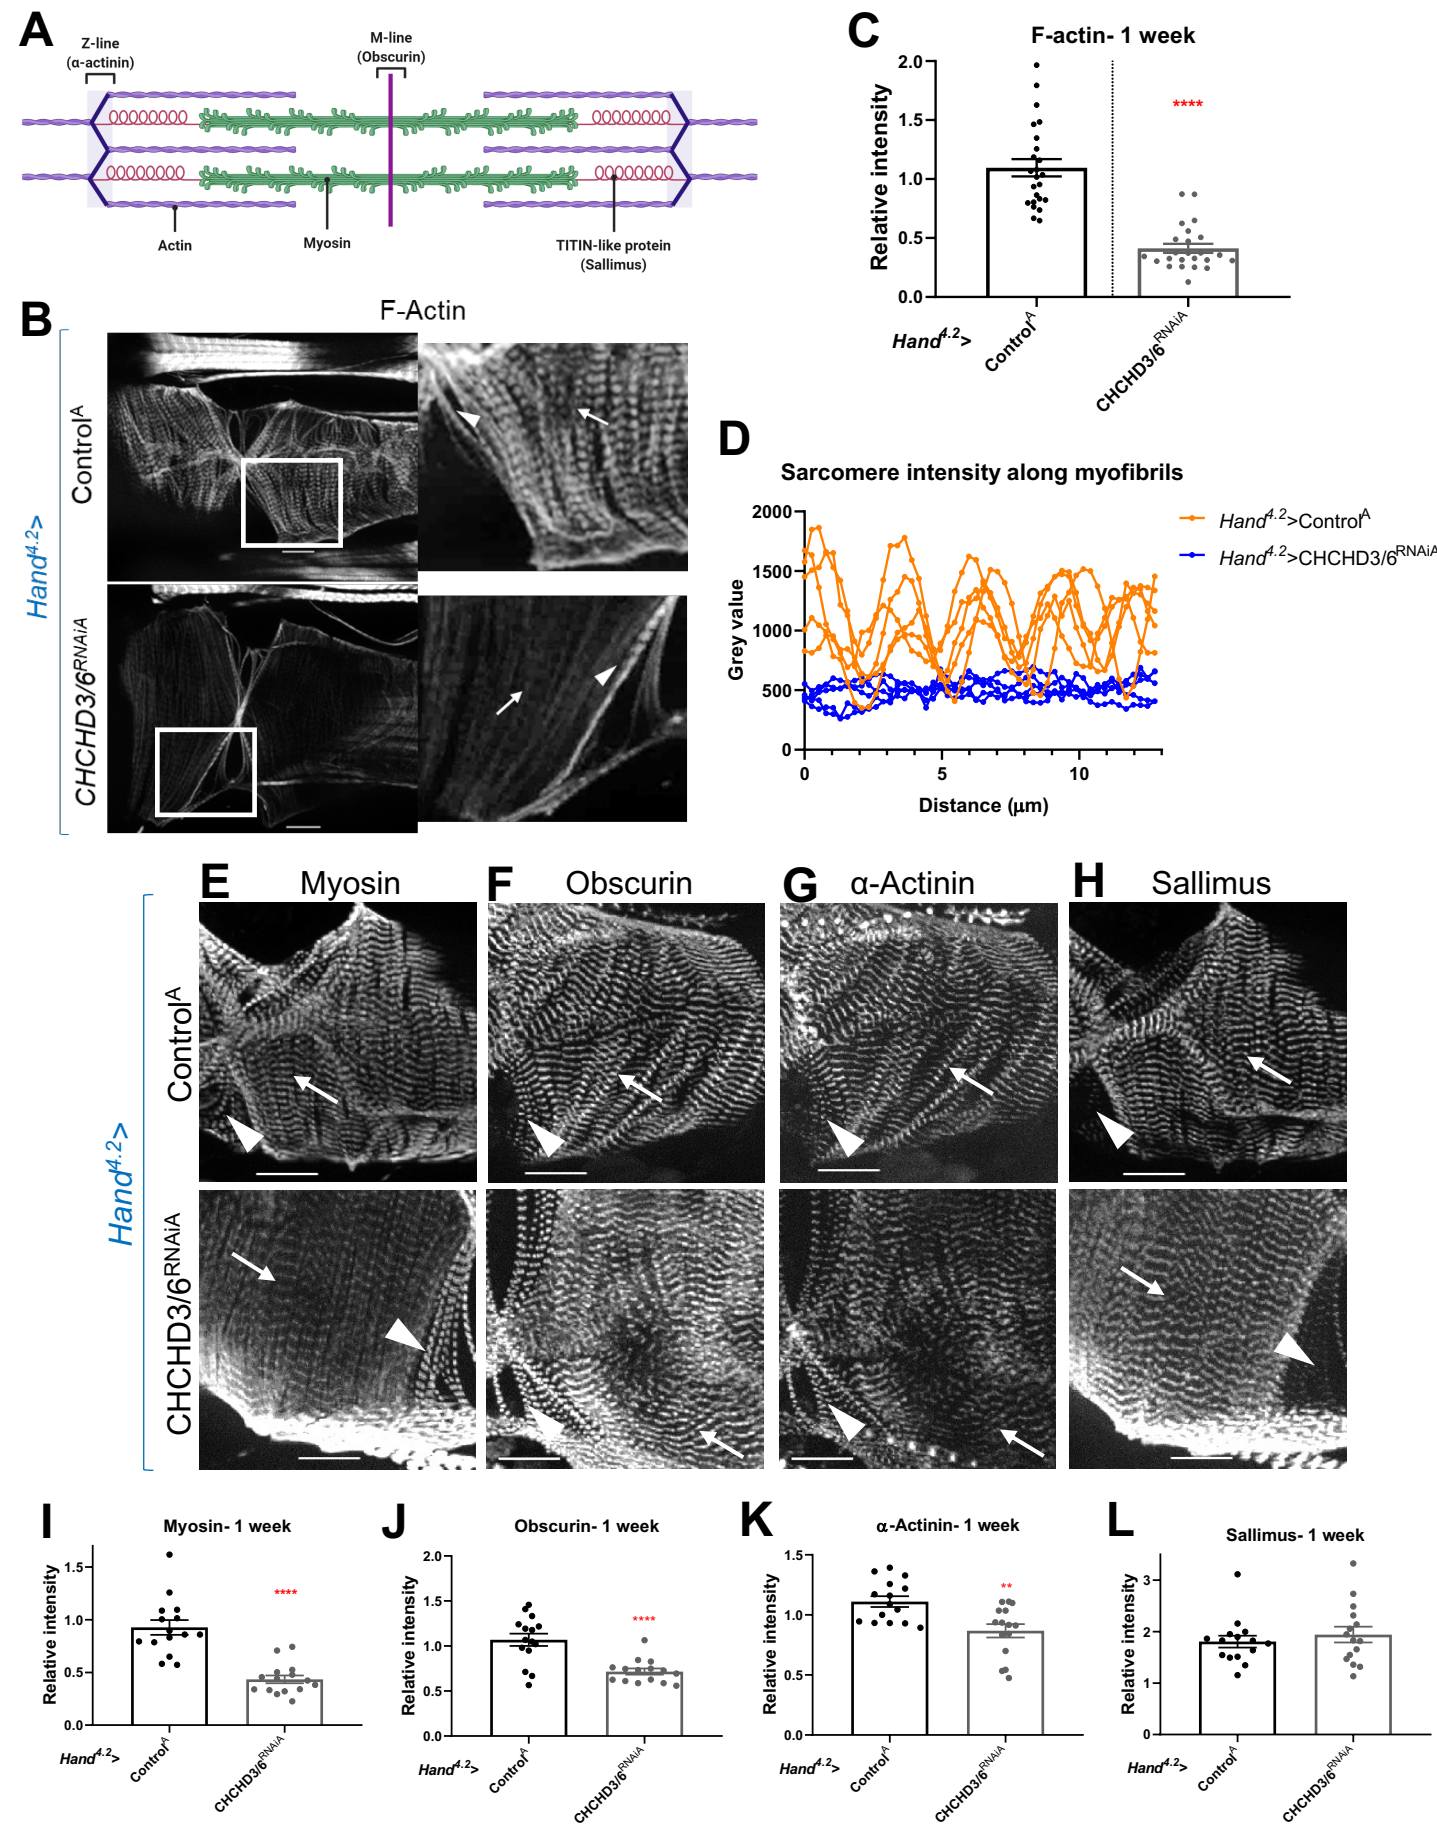 A
Z-line
(α-actinin)
M-line
(Obscurin)
Actin
Myosin
TITIN-like protein
(Sallimus)
B
F-Actin
Hand4.2>
ControlA
CHCHD3/6RNAiA
C
F-actin- 1 week
Relative intensity
2.0
1.5
1.0
0.5
0.0
****
Hand4.2>
ControlA
CHCHD3/6RNAiA
D
Sarcomere intensity along myofibrils
Grey value
2000
1500
1000
500
0
0
5
10
Distance (μm)
Hand4.2>ControlA
Hand4.2>CHCHD3/6RNAiA
E
Myosin
F
Obscurin
G
α-Actinin
H
Sallimus
Hand4.2>
ControlA
CHCHD3/6RNAiA
I
Myosin- 1 week
Relative intensity
1.5
1.0
0.5
0.0
****
Hand4.2>
ControlA
CHCHD3/6RNAiA
J
Obscurin- 1 week
Relative intensity
2.0
1.5
1.0
0.5
0.0
****
Hand4.2>
ControlA
CHCHD3/6RNAiA
K
α-Actinin- 1 week
Relative intensity
1.5
1.0
0.5
0.0
**
Hand4.2>
ControlA
CHCHD3/6RNAiA
L
Sallimus- 1 week
Relative intensity
3
2
1
0
Hand4.2>
ControlA
CHCHD3/6RNAiA